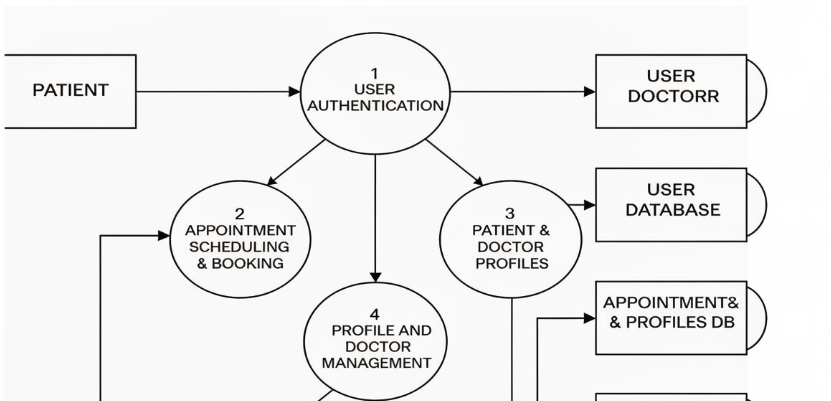 PATIENT
1
USER
AUTHENTICATION
USER
DOCTORR
2
APPOINTMENT
SCHEDULING
& BOOKING
3
PATIENT &
DOCTOR
PROFILES
USER
DATABASE
4
PROFILE AND
DOCTOR
MANAGEMENT
APPOINTMENT&
& PROFILES DB